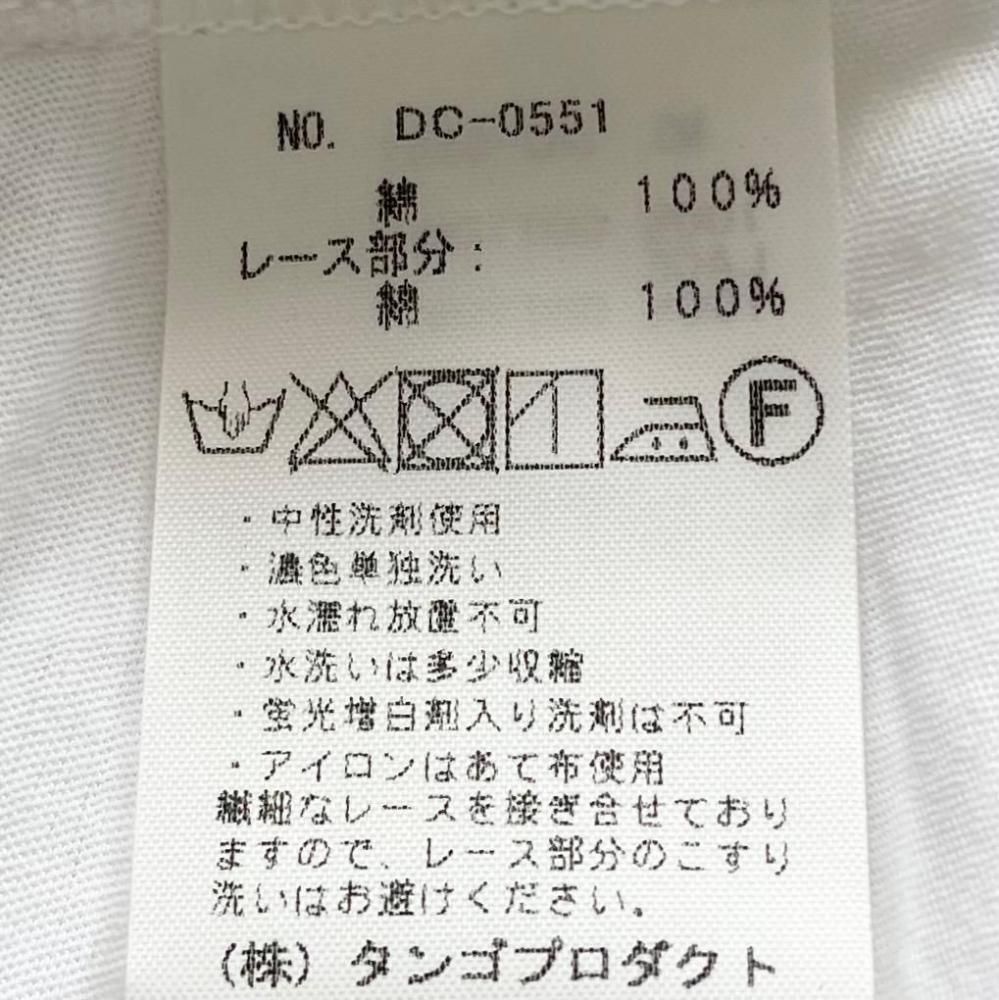 NO. DC-0551
綿 100%
レース部分:
綿 100%
F
・中性洗剤使用
・濃色単独洗い
・水濡れ放置不可
・水洗いは多少収縮
・蛍光増白剤入り洗剤は不可
・アイロンはあて布使用
繊細なレースを接ぎ合せており
ますので、レース部分のこすり
洗いはお避けください。
(株)タンゴプロダクト